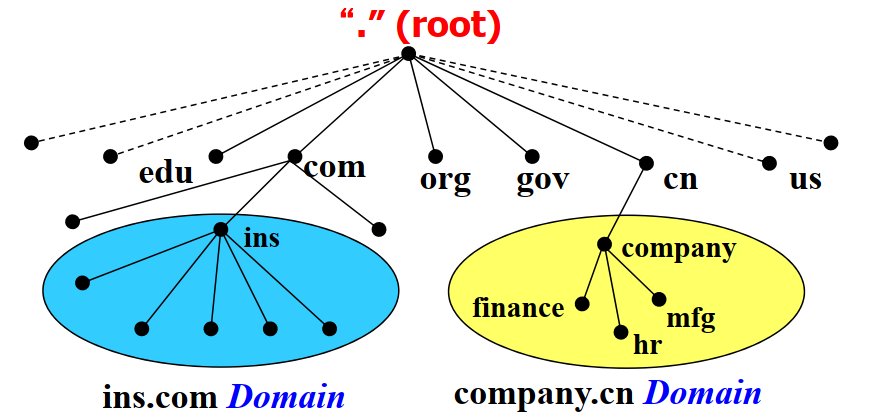 “.” (root)
edu
com
org
gov
cn
us
ins
company
finance
mfg
hr
ins.com Domain
company.cn Domain